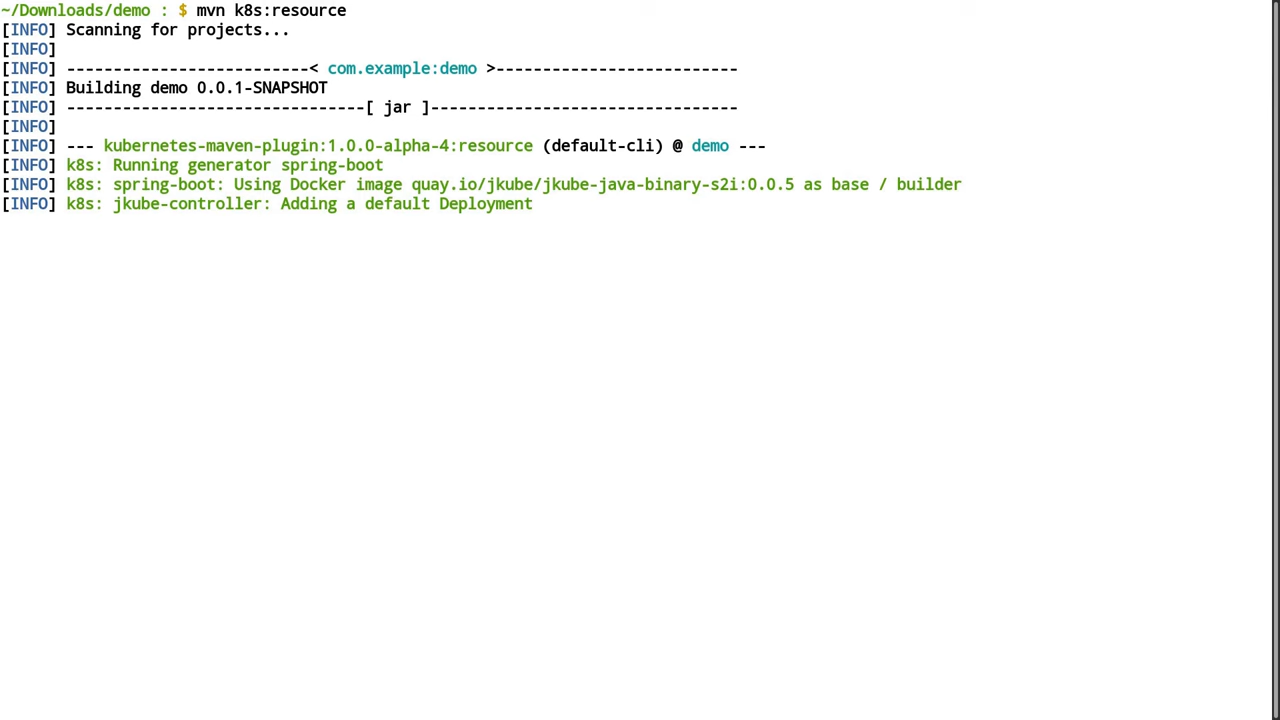 ~/Downloads/demo : $ mvn k8s:resource
[INFO] Scanning for projects...
[INFO]
[INFO] --------------------------< com.example:demo >--------------------------
[INFO] Building demo 0.0.1-SNAPSHOT
[INFO] --------------------------------[ jar ]---------------------------------
[INFO]
[INFO] --- kubernetes-maven-plugin:1.0.0-alpha-4:resource (default-cli) @ demo ---
[INFO] k8s: Running generator spring-boot
[INFO] k8s: spring-boot: Using Docker image quay.io/jkube/jkube-java-binary-s2i:0.0.5 as base / builder
[INFO] k8s: jkube-controller: Adding a default Deployment